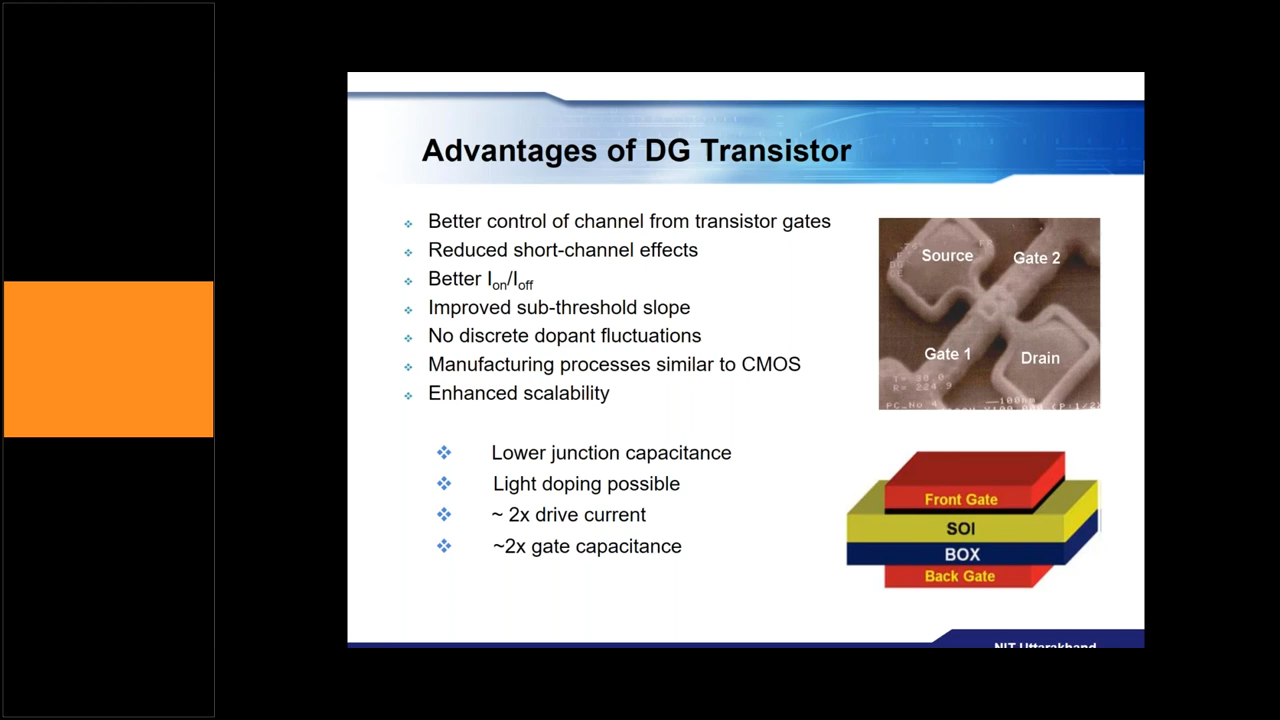 Advantages of DG Transistor
Better control of channel from transistor gates
Reduced short-channel effects
Better Ion/Ioff
Improved sub-threshold slope
No discrete dopant fluctuations
Manufacturing processes similar to CMOS
Enhanced scalability
Lower junction capacitance
Light doping possible
~ 2x drive current
~2x gate capacitance
Source
Gate 2
Gate 1
Drain
100nm
Front Gate
SOI
BOX
Back Gate
NIT Uttarakhand